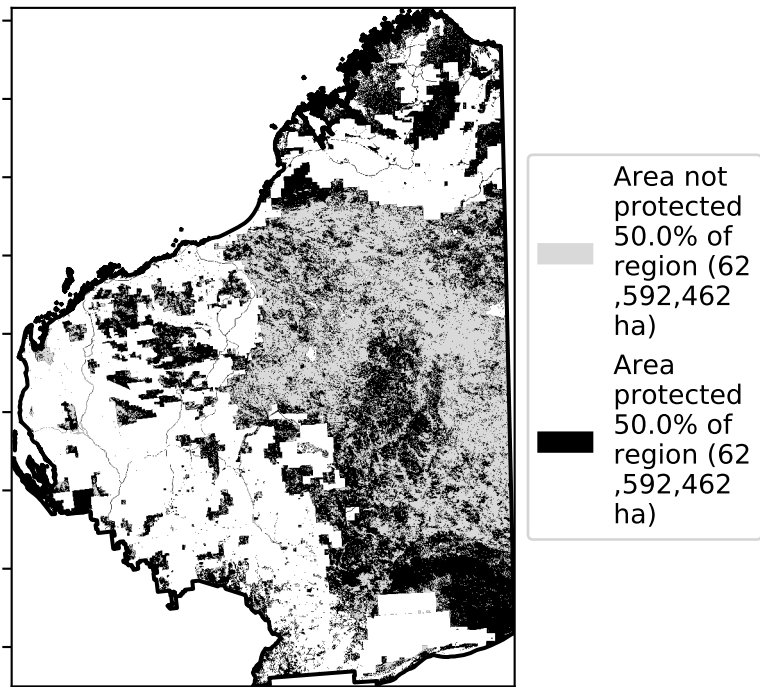 Area not
protected
50.0% of
region (62
,592,462
ha)
Area
protected
50.0% of
region (62
,592,462
ha)